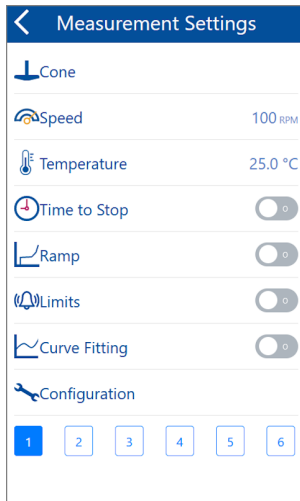 Measurement Settings
Cone
Speed 100 RPM
Temperature 25.0 °C
Time to Stop
Ramp
Limits
Curve Fitting
Configuration
1 2 3 4 5 6